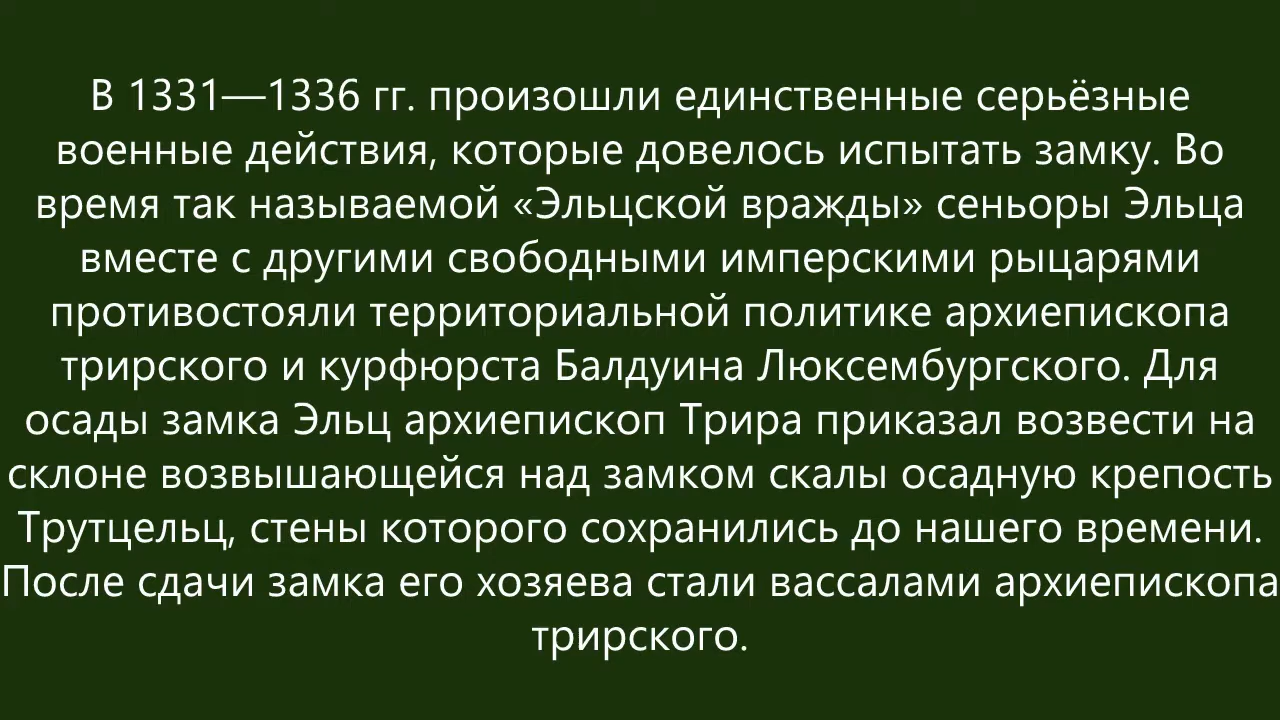 В 1331—1336 гг. произошли единственные серьёзные
военные действия, которые довелось испытать замку. Во
время так называемой «Эльцской вражды» сеньоры Эльца
вместе с другими свободными имперскими рыцарями
противостояли территориальной политике архиепископа
трирского и курфюрста Балдуина Люксембургского. Для
осады замка Эльц архиепископ Трира приказал возвести на
склоне возвышающейся над замком скалы осадную крепость
Трутцельц, стены которого сохранились до нашего времени.
После сдачи замка его хозяева стали вассалами архиепископа
трирского.